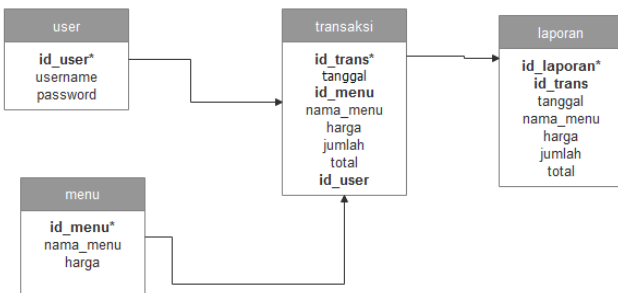 user
id_user*
username
password
transaksi
id_trans*
tanggal
id_menu
nama_menu
harga
jumlah
total
id_user
laporan
id_laporan*
id_trans
tanggal
nama_menu
harga
jumlah
total
menu
id_menu*
nama_menu
harga